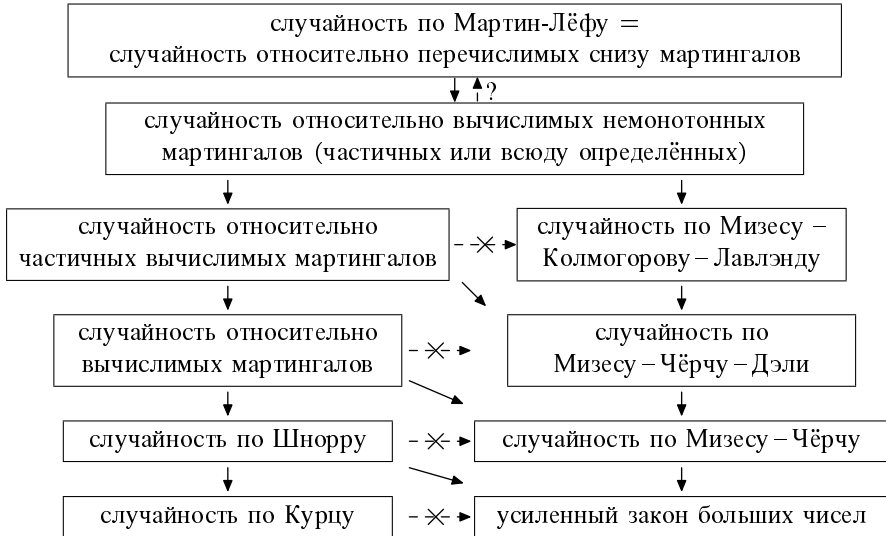 случайность по Мартин-Лёфу =
случайность относительно перечислимых снизу мартингалов
?
случайность относительно вычислимых немонотонных
мартингалов (частичных или всюду определённых)
случайность относительно
частичных вычислимых мартингалов
случайность по Мизесу –
Колмогорову – Лавлэнду
случайность относительно
вычислимых мартингалов
случайность по
Мизесу – Чёрчу – Дэли
случайность по Шнорру
случайность по Мизесу – Чёрчу
случайность по Курцу
усиленный закон больших чисел